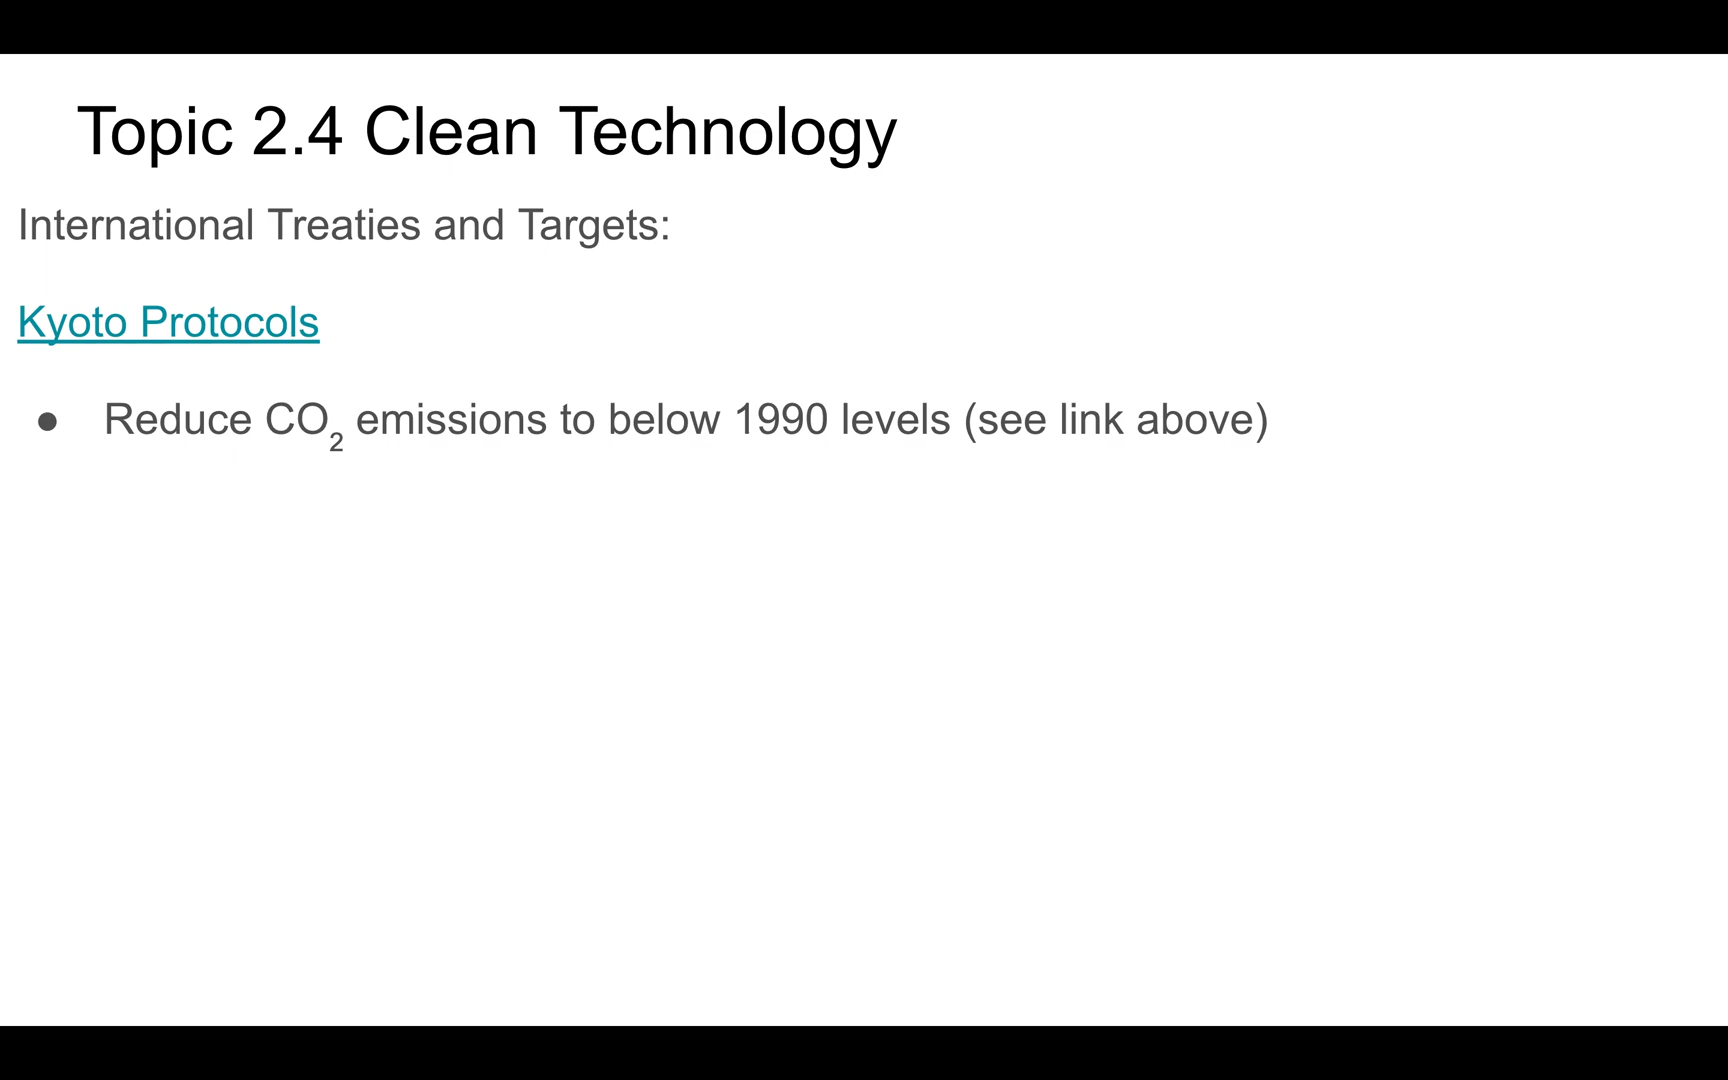 Topic 2.4 Clean Technology
International Treaties and Targets:
Kyoto Protocols
● Reduce CO₂ emissions to below 1990 levels (see link above)